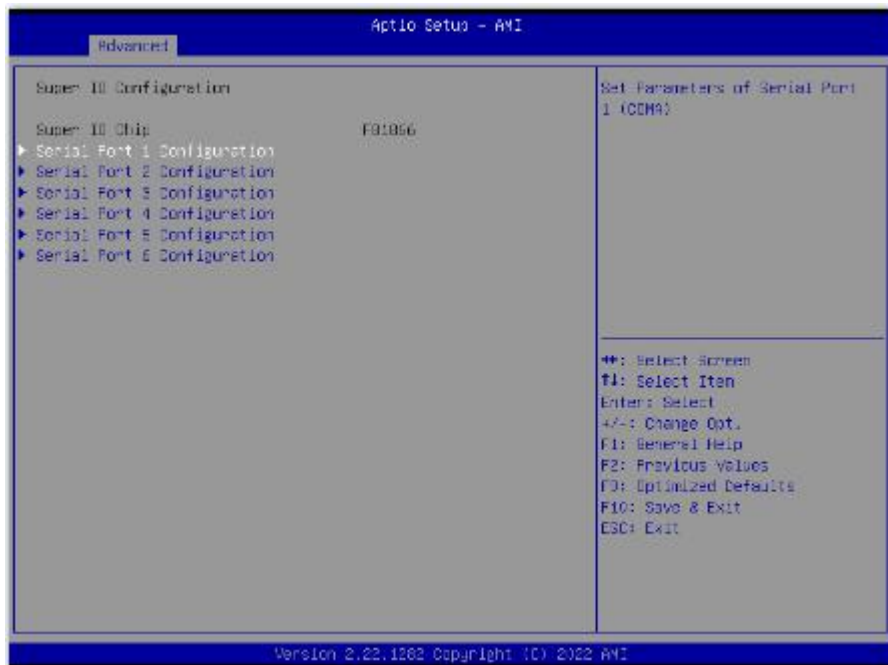 Aptio Setup – AMI
Advanced
Super IO Configuration
Super IO Chip F81966
Serial Port 1 Configuration
Serial Port 2 Configuration
Serial Port 3 Configuration
Serial Port 4 Configuration
Serial Port 5 Configuration
Serial Port 6 Configuration
Set Parameters of Serial Port
1 (COMA)
→←: Select Screen
↑↓: Select Item
Enter: Select
+/-: Change Opt.
F1: General Help
F2: Previous Values
F9: Optimized Defaults
F10: Save & Exit
ESC: Exit
Version 2.22.1282 Copyright (C) 2022 AMI